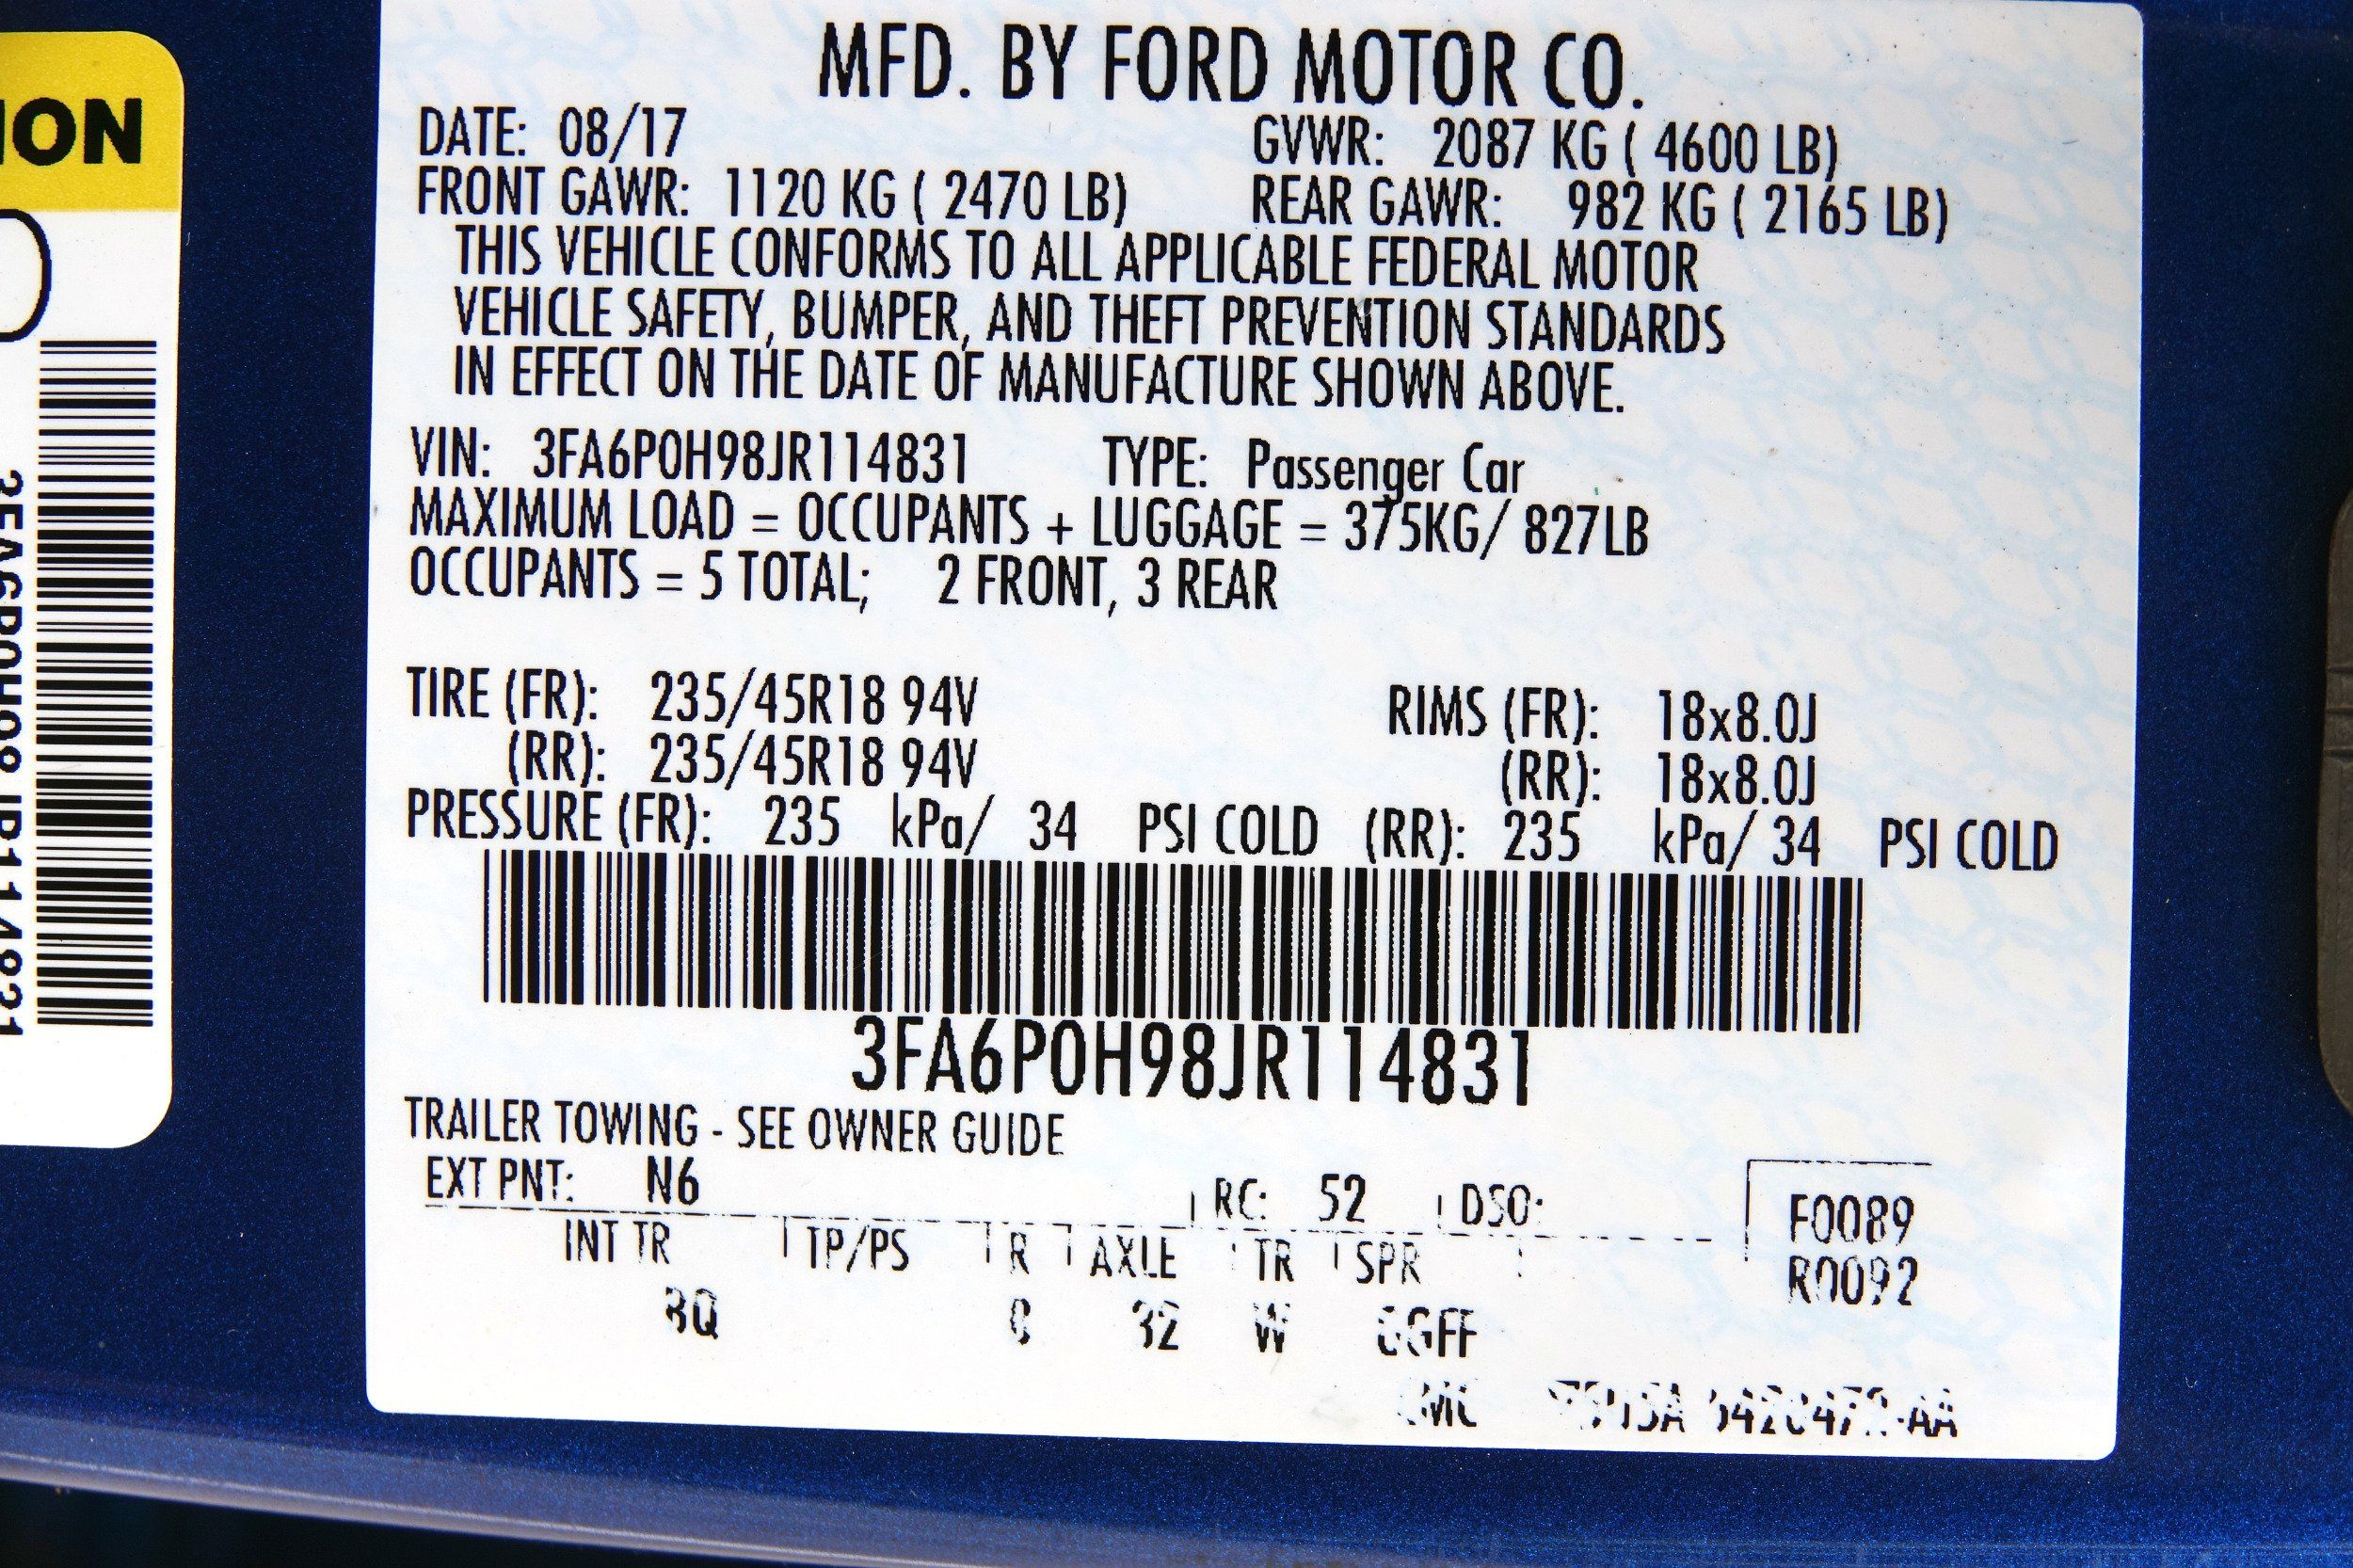 ION
3FA6P0H98JR114831
MFD. BY FORD MOTOR CO.
DATE: 08/17 GVWR: 2087 KG ( 4600 LB)
FRONT GAWR: 1120 KG ( 2470 LB) REAR GAWR: 982 KG ( 2165 LB)
THIS VEHICLE CONFORMS TO ALL APPLICABLE FEDERAL MOTOR
VEHICLE SAFETY, BUMPER, AND THEFT PREVENTION STANDARDS
IN EFFECT ON THE DATE OF MANUFACTURE SHOWN ABOVE.
VIN: 3FA6P0H98JR114831 TYPE: Passenger Car
MAXIMUM LOAD = OCCUPANTS + LUGGAGE = 375KG/ 827LB
OCCUPANTS = 5 TOTAL; 2 FRONT, 3 REAR
TIRE (FR): 235/45R18 94V RIMS (FR): 18x8.0J
(RR): 235/45R18 94V (RR): 18x8.0J
PRESSURE (FR): 235 kPa/ 34 PSI COLD (RR): 235 kPa/ 34 PSI COLD
3FA6P0H98JR114831
TRAILER TOWING - SEE OWNER GUIDE
EXT PNT: N6 RC: 52 DSO:
F0089
R0092
INT TR TP/PS R AXLE TR SPR
32 W GGFF